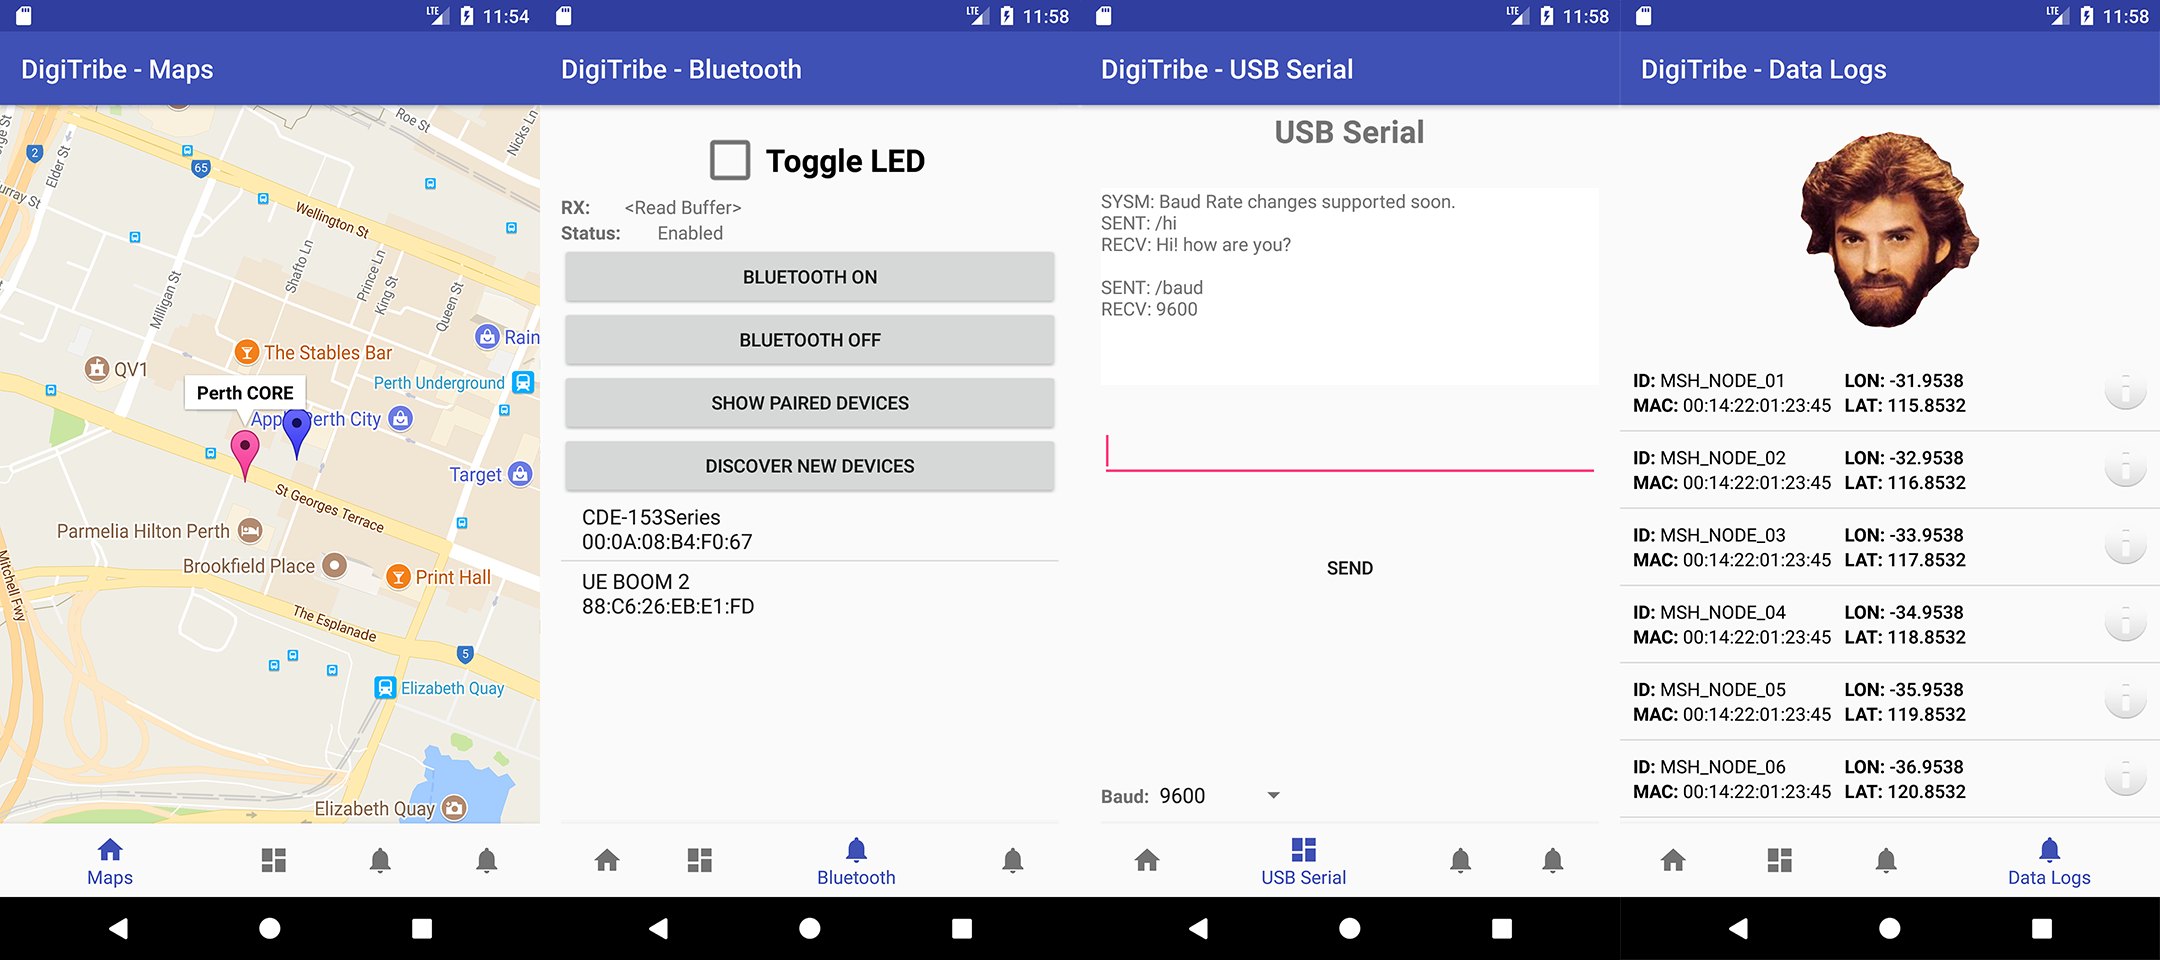 LTE 11:54
DigiTribe - Maps
Roe St
Nicks Ln
2
Elder St
65
urray St
Wellington St
Milligan St
Shafto Ln
Prince Ln
King St
Queen St
Rain
The Stables Bar
QV1
Perth Underground
Perth CORE
App Perth City
Target
St Georges Terrace
Parmelia Hilton Perth
Brookfield Place
Print Hall
Mitchell Fwy
The Esplanade
5
Elizabeth Quay
Elizabeth Quay
Maps
LTE 11:58
DigiTribe - Bluetooth
Toggle LED
RX: <Read Buffer>
Status: Enabled
BLUETOOTH ON
BLUETOOTH OFF
SHOW PAIRED DEVICES
DISCOVER NEW DEVICES
CDE-153Series
00:0A:08:B4:F0:67
UE BOOM 2
88:C6:26:EB:E1:FD
Bluetooth
LTE 11:58
DigiTribe - USB Serial
USB Serial
SYSM: Baud Rate changes supported soon.
SENT: /hi
RECV: Hi! how are you?
SENT: /baud
RECV: 9600
SEND
Baud: 9600
USB Serial
LTE 11:58
DigiTribe - Data Logs
ID: MSH_NODE_01 LON: -31.9538
MAC: 00:14:22:01:23:45 LAT: 115.8532
ID: MSH_NODE_02 LON: -32.9538
MAC: 00:14:22:01:23:45 LAT: 116.8532
ID: MSH_NODE_03 LON: -33.9538
MAC: 00:14:22:01:23:45 LAT: 117.8532
ID: MSH_NODE_04 LON: -34.9538
MAC: 00:14:22:01:23:45 LAT: 118.8532
ID: MSH_NODE_05 LON: -35.9538
MAC: 00:14:22:01:23:45 LAT: 119.8532
ID: MSH_NODE_06 LON: -36.9538
MAC: 00:14:22:01:23:45 LAT: 120.8532
Data Logs